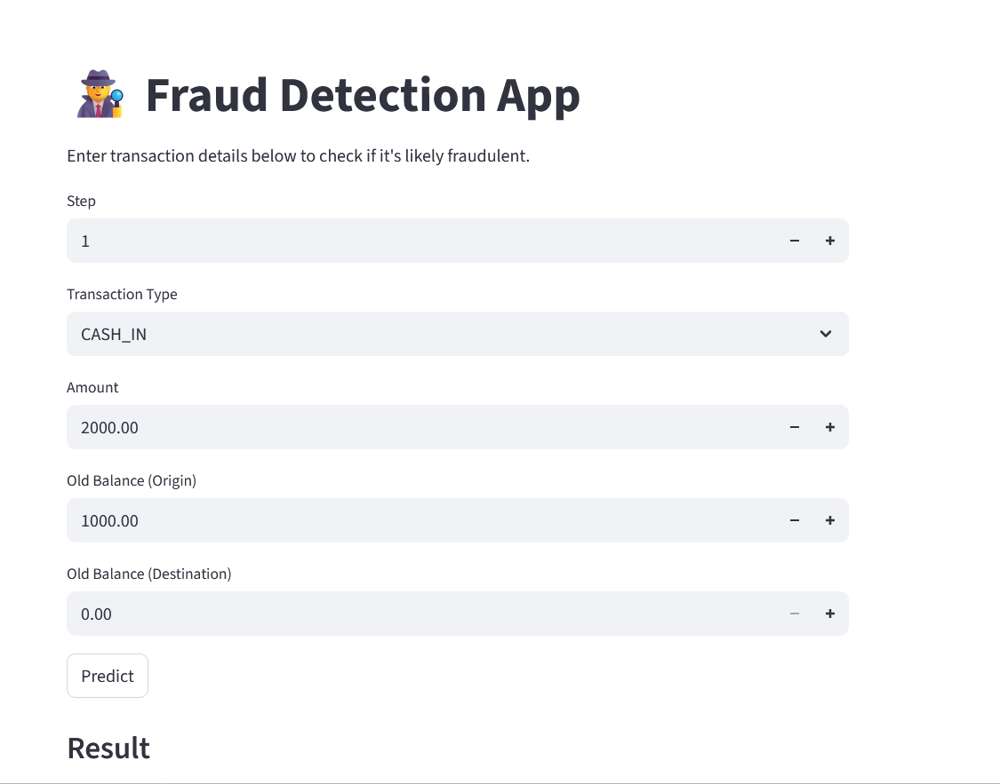 Fraud Detection App
Enter transaction details below to check if it's likely fraudulent.
Step
1
Transaction Type
CASH_IN
Amount
2000.00
Old Balance (Origin)
1000.00
Old Balance (Destination)
0.00
Predict
Result